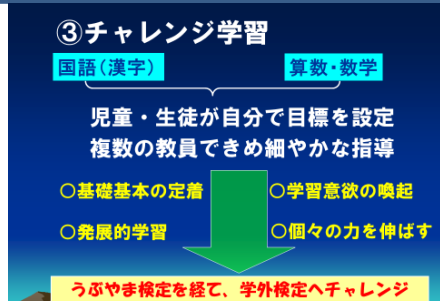 ③チャレンジ学習
国語(漢字) 算数・数学
児童・生徒が自分で目標を設定
複数の教員できめ細やかな指導
○基礎基本の定着 ○学習意欲の喚起
○発展的学習 ○個々の力を伸ばす
うぶやま検定を経て、学外検定へチャレンジ